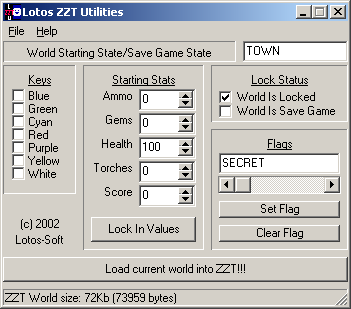 Lotos ZZT Utilities
File Help
World Starting State/Save Game State
TOWN
Keys
Blue
Green
Cyan
Red
Purple
Yellow
White
(c) 2002
Lotos-Soft
Starting Stats
Ammo 0
Gems 0
Health 100
Torches 0
Score 0
Lock In Values
Lock Status
World Is Locked
World Is Save Game
Flags
SECRET
Set Flag
Clear Flag
Load current world into ZZT!!!
ZZT World size: 72Kb (73959 bytes)